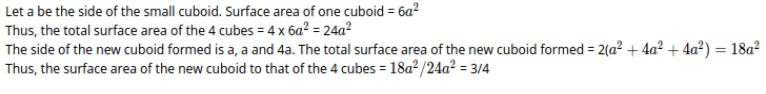 Let a be the side of the small cuboid. Surface area of one cuboid = 6a²
Thus, the total surface area of the 4 cubes = 4 x 6a² = 24a²
The side of the new cuboid formed is a, a and 4a. The total surface area of the new cuboid formed = 2(a² + 4a² + 4a²) = 18a²
Thus, the surface area of the new cuboid to that of the 4 cubes = 18a²/24a² = 3/4